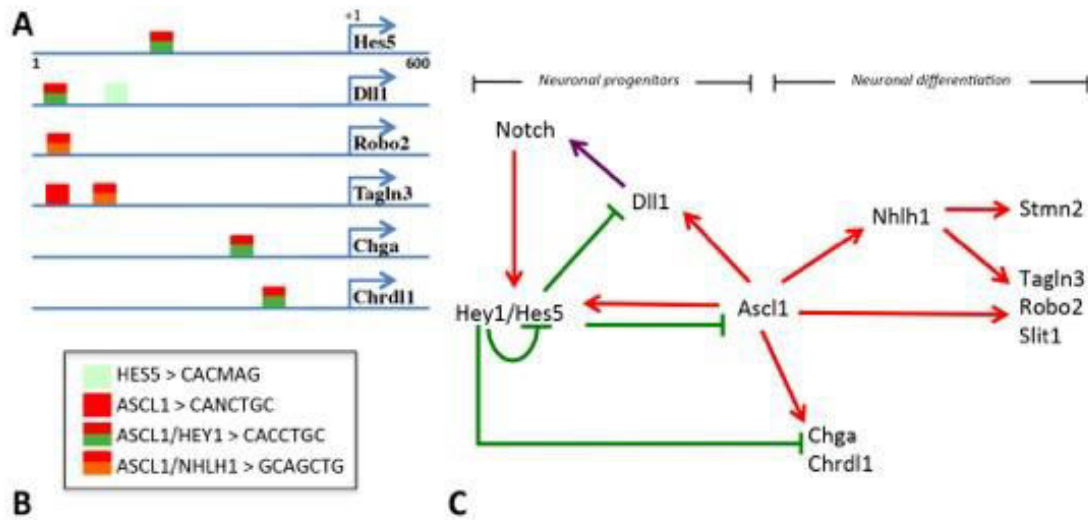 A
+1
Hes5
1
600
Dll1
Robo2
Tagln3
Chga
Chrdl1
HES5 > CACMAG
ASCL1 > CANCTGC
ASCL1/HEY1 > CACCTGC
ASCL1/NHLH1 > GCAGCTG
B
Neuronal progenitors
Neuronal differentiation
Notch
Dll1
Nhlh1
Stmn2
Tagln3
Hey1/Hes5
Ascl1
Robo2
Slit1
Chga
Chrdl1
C